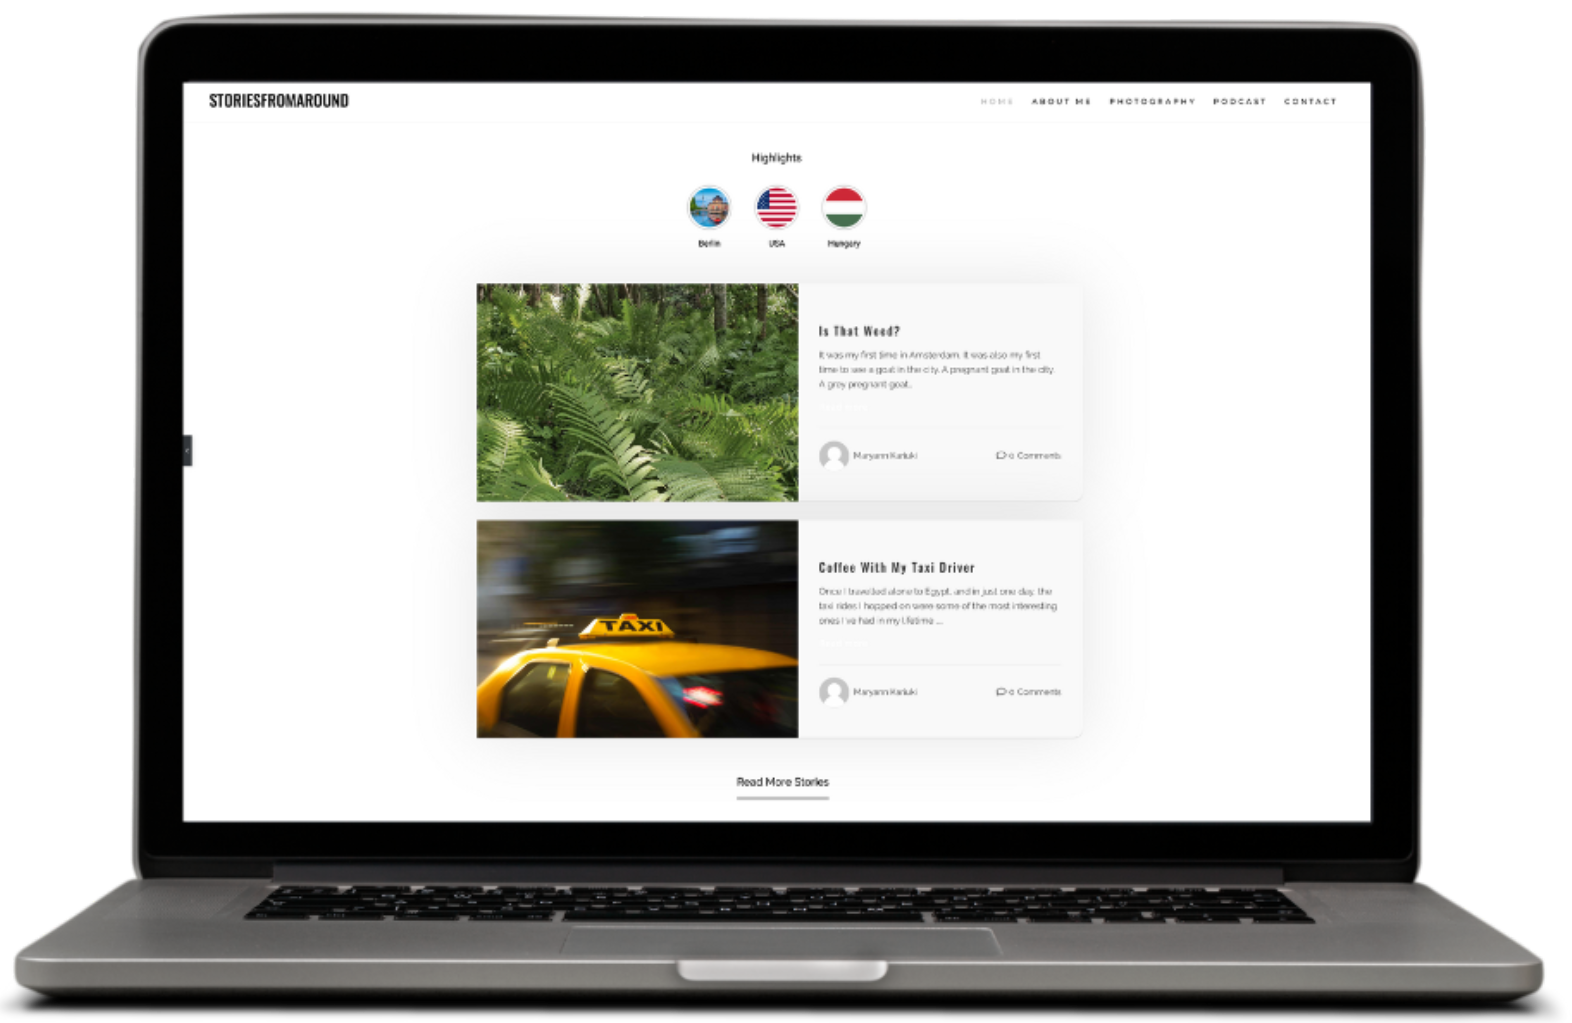 STORIESFROMAROUND
HOME ABOUT ME PHOTOGRAPHY PODCAST CONTACT
Highlights
Berlin USA Hungary
Is That Weed?
It was my first time in Amsterdam. It was also my first
time to see a goat in the city. A pregnant goat in the city.
A grey pregnant goat..
Maryann Kariuki 0 Comments
TAXI
Coffee With My Taxi Driver
Once I travelled alone to Egypt, and in just one day, the
taxi rides I hopped on were some of the most interesting
ones I've had in my lifetime ...
Maryann Kariuki 0 Comments
Read More Stories